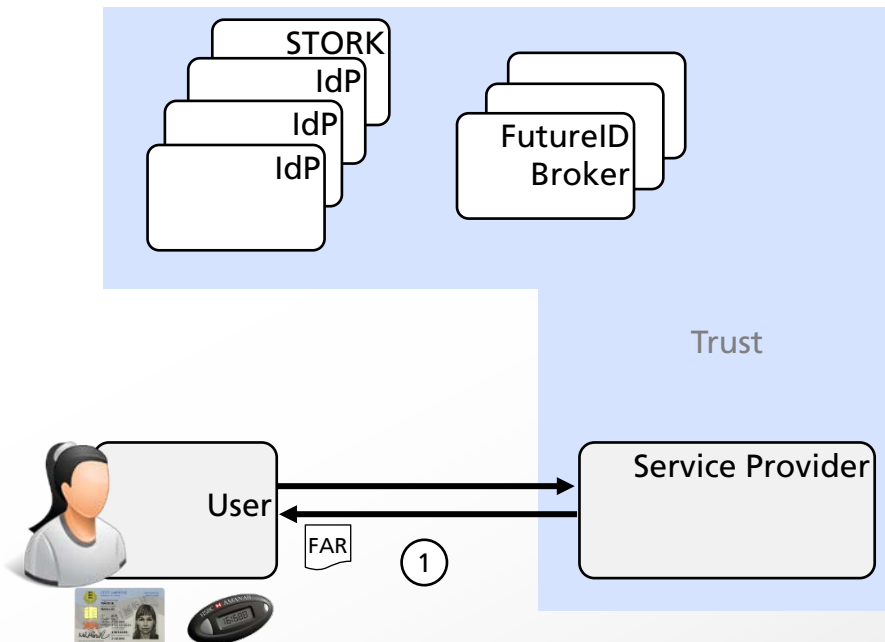 STORK
IdP
IdP
IdP
FutureID
Broker
Trust
User
Service Provider
FAR
1